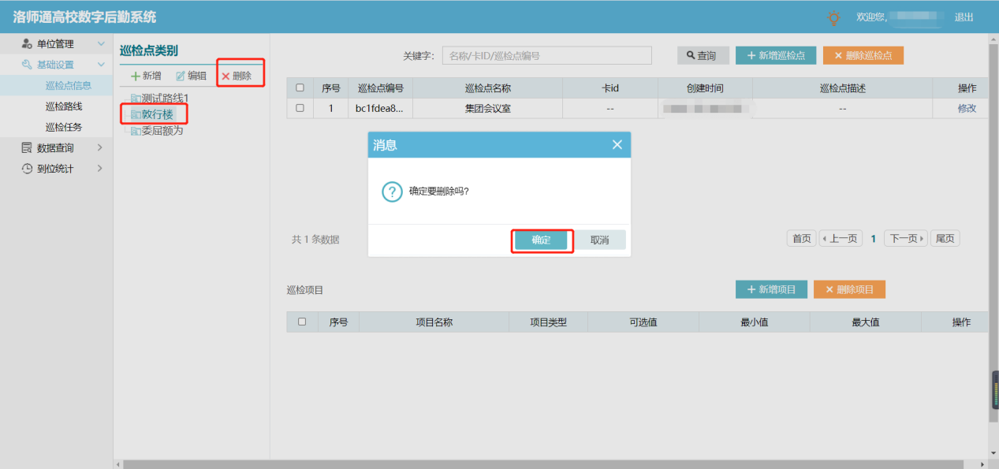 洛师通高校数字后勤系统
欢迎您,
退出
单位管理
基础设置
巡检点信息
巡检路线
巡检任务
数据查询
到位统计
巡检点类别
新增 编辑 删除
测试路线1
敦行楼
委屈额为
关键字： 名称/卡ID/巡检点编号 查询 新增巡检点 删除巡检点
序号 巡检点编号 巡检点名称 卡id 创建时间 巡检点描述 操作
1 bc1fdea8... 集团会议室 -- -- 修改
消息
确定要删除吗?
确定 取消
共 1 条数据 首页 上一页 1 下一页 尾页
巡检项目 新增项目 删除项目
序号 项目名称 项目类型 可选值 最小值 最大值 操作